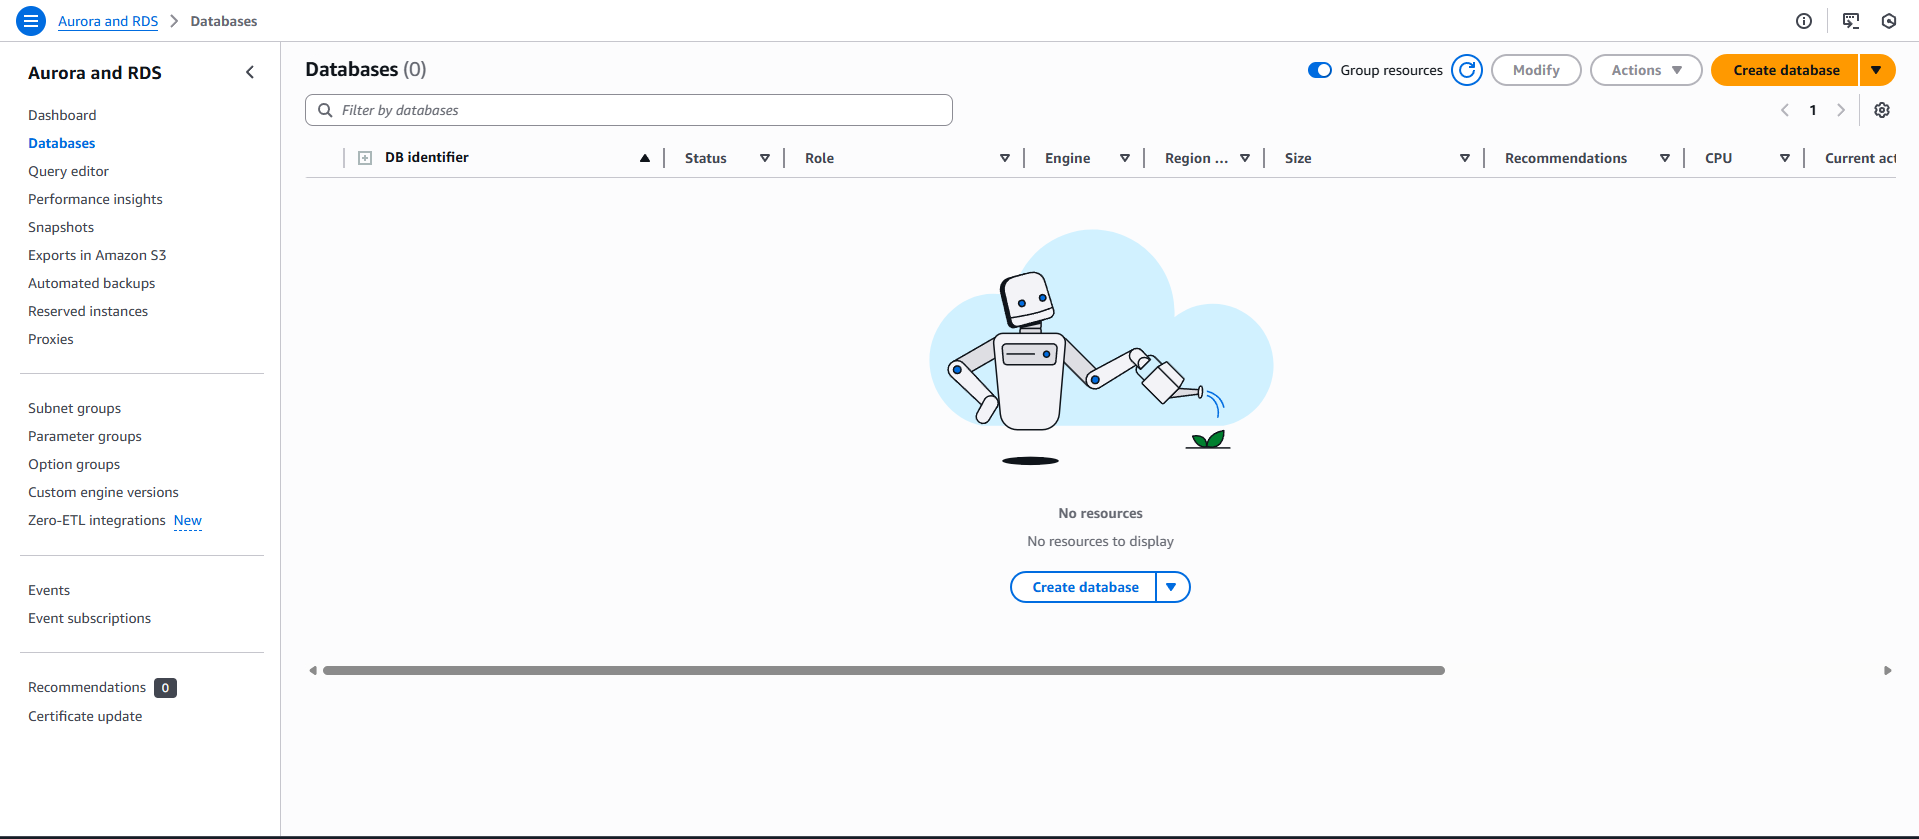 Aurora and RDS > Databases
Aurora and RDS
Dashboard
Databases
Query editor
Performance insights
Snapshots
Exports in Amazon S3
Automated backups
Reserved instances
Proxies
Subnet groups
Parameter groups
Option groups
Custom engine versions
Zero-ETL integrations New
Events
Event subscriptions
Recommendations 0
Certificate update
Databases (0)
Group resources Modify Actions Create database
Filter by databases
1
DB identifier Status Role Engine Region ... Size Recommendations CPU Current act
No resources
No resources to display
Create database